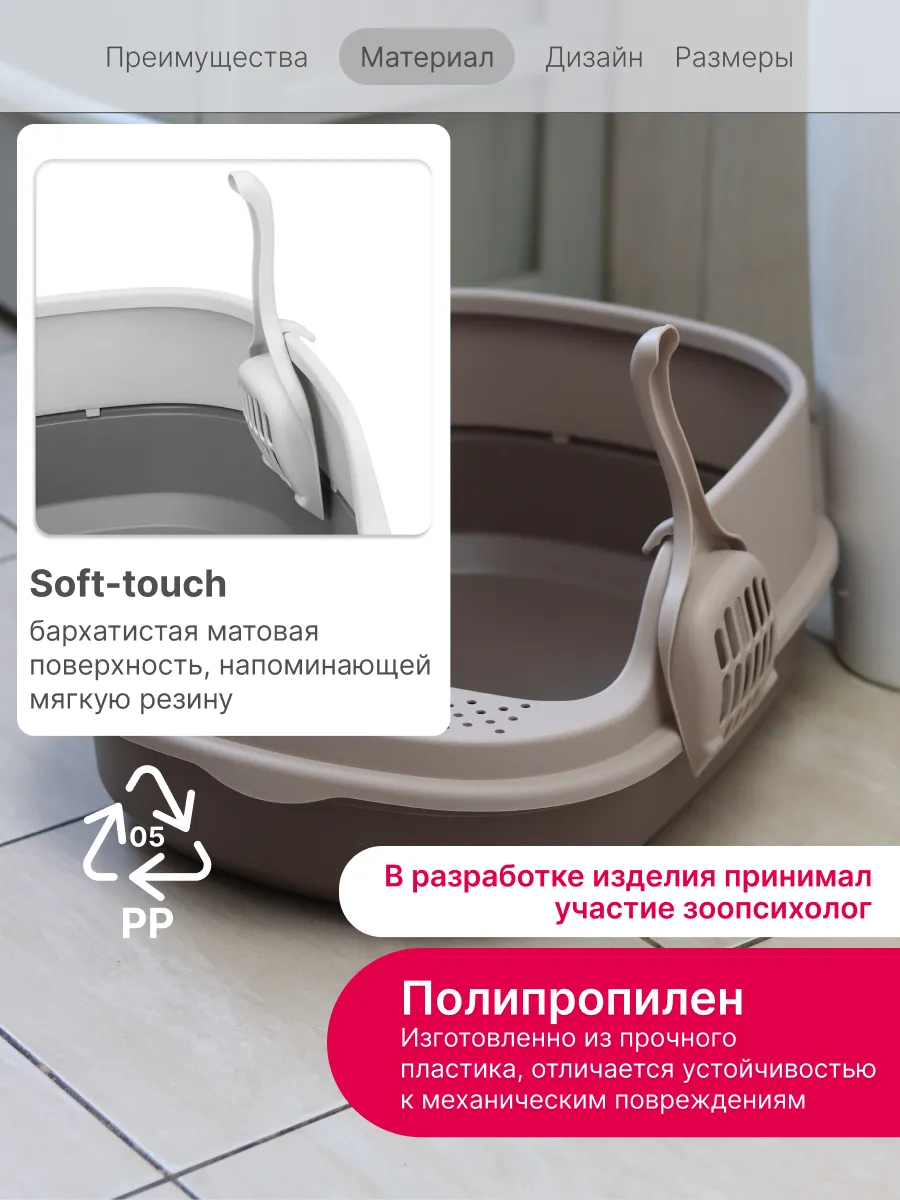 Преимущества Материал Дизайн Размеры
Soft-touch
бархатистая матовая
поверхность, напоминающей
мягкую резину
05
PP
В разработке изделия принимал
участие зоопсихолог
Полипропилен
Изготовленно из прочного
пластика, отличается устойчивостью
к механическим повреждениям